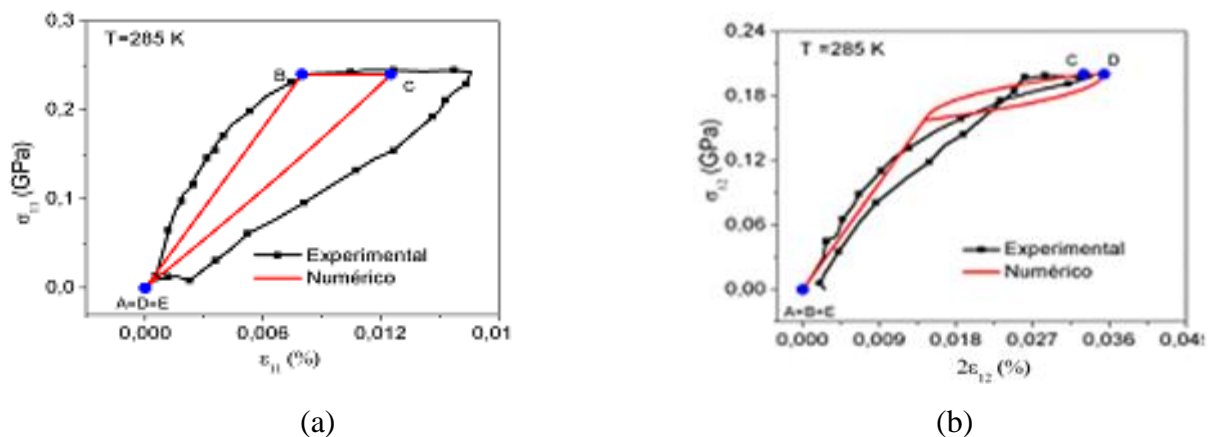 0,3
T=285 K
B
C
0,2
σ₁₁ (GPa)
0,1
Experimental
Numérico
0,0
A=D=E
0,000 0,006 0,012 0,01
ε₁₁ (%)
(a)
0,24
T =285 K
C D
0,18
σ₁₂ (GPa)
0,12
0,06
Experimental
Numérico
0,00
A=B=E
0,000 0,009 0,018 0,027 0,036 0,04
2ε₁₂ (%)
(b)